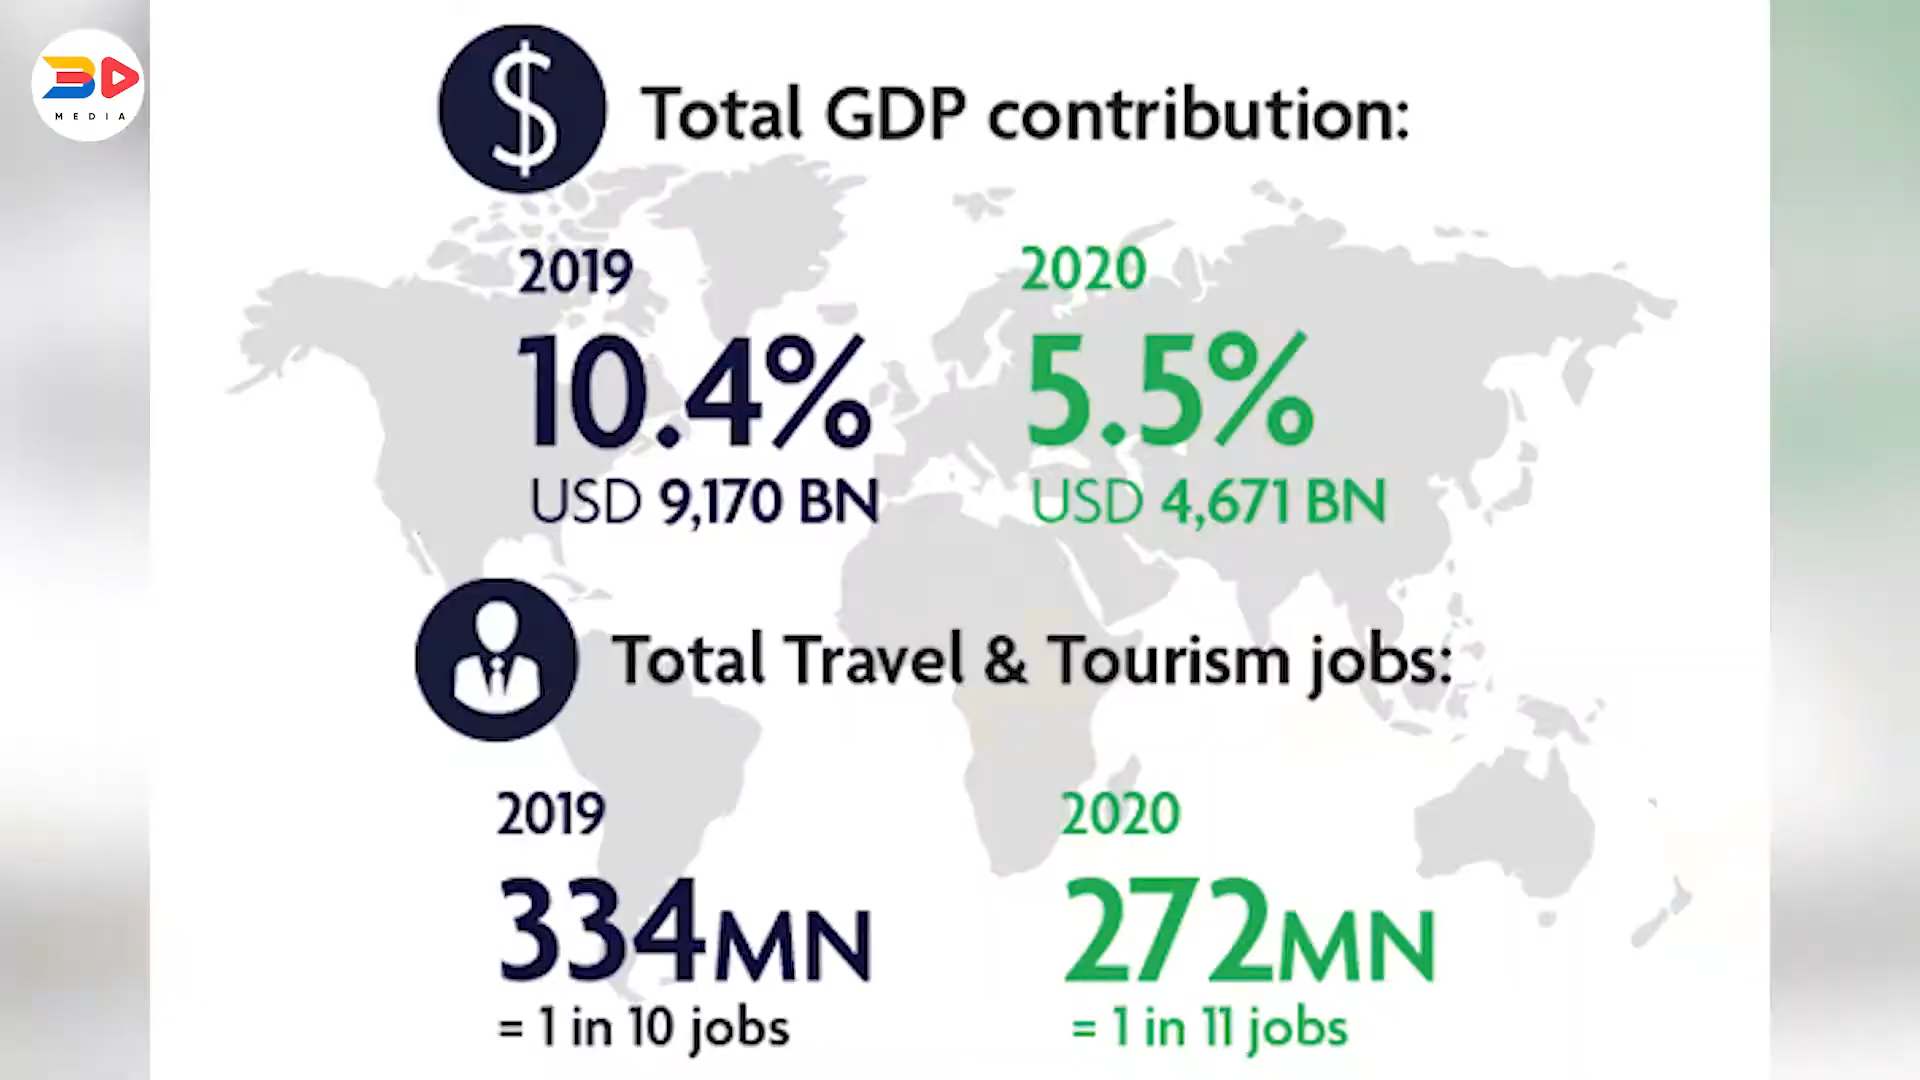 MEDIA
$ Total GDP contribution:
2019 2020
10.4% 5.5%
USD 9,170 BN USD 4,671 BN
Total Travel & Tourism jobs:
2019 2020
334MN 272MN
= 1 in 10 jobs = 1 in 11 jobs